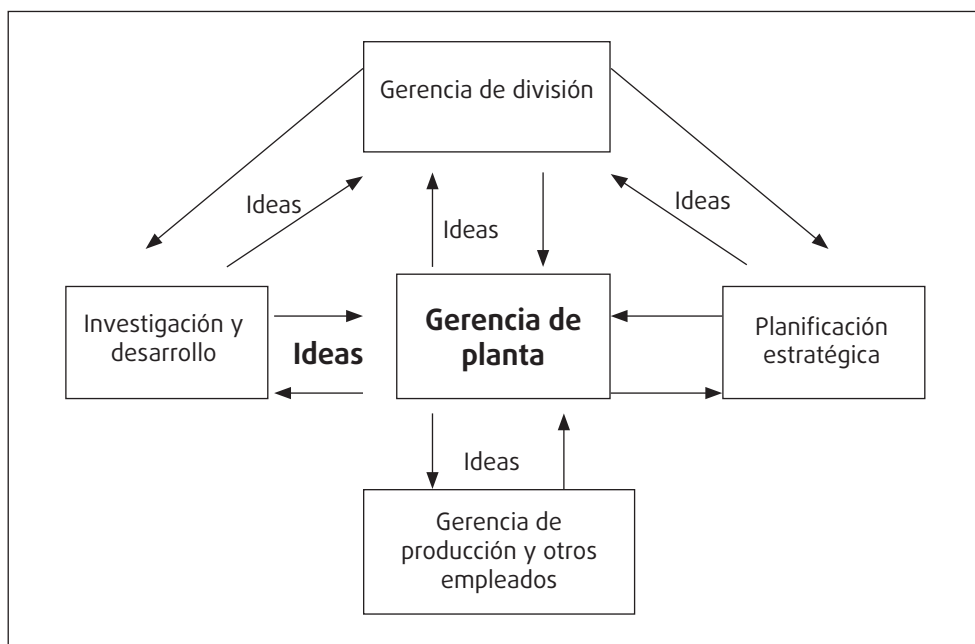 Gerencia de división
Ideas
Ideas
Ideas
Investigación y
desarrollo
Ideas
Gerencia de
planta
Planificación
estratégica
Ideas
Gerencia de
producción y otros
empleados